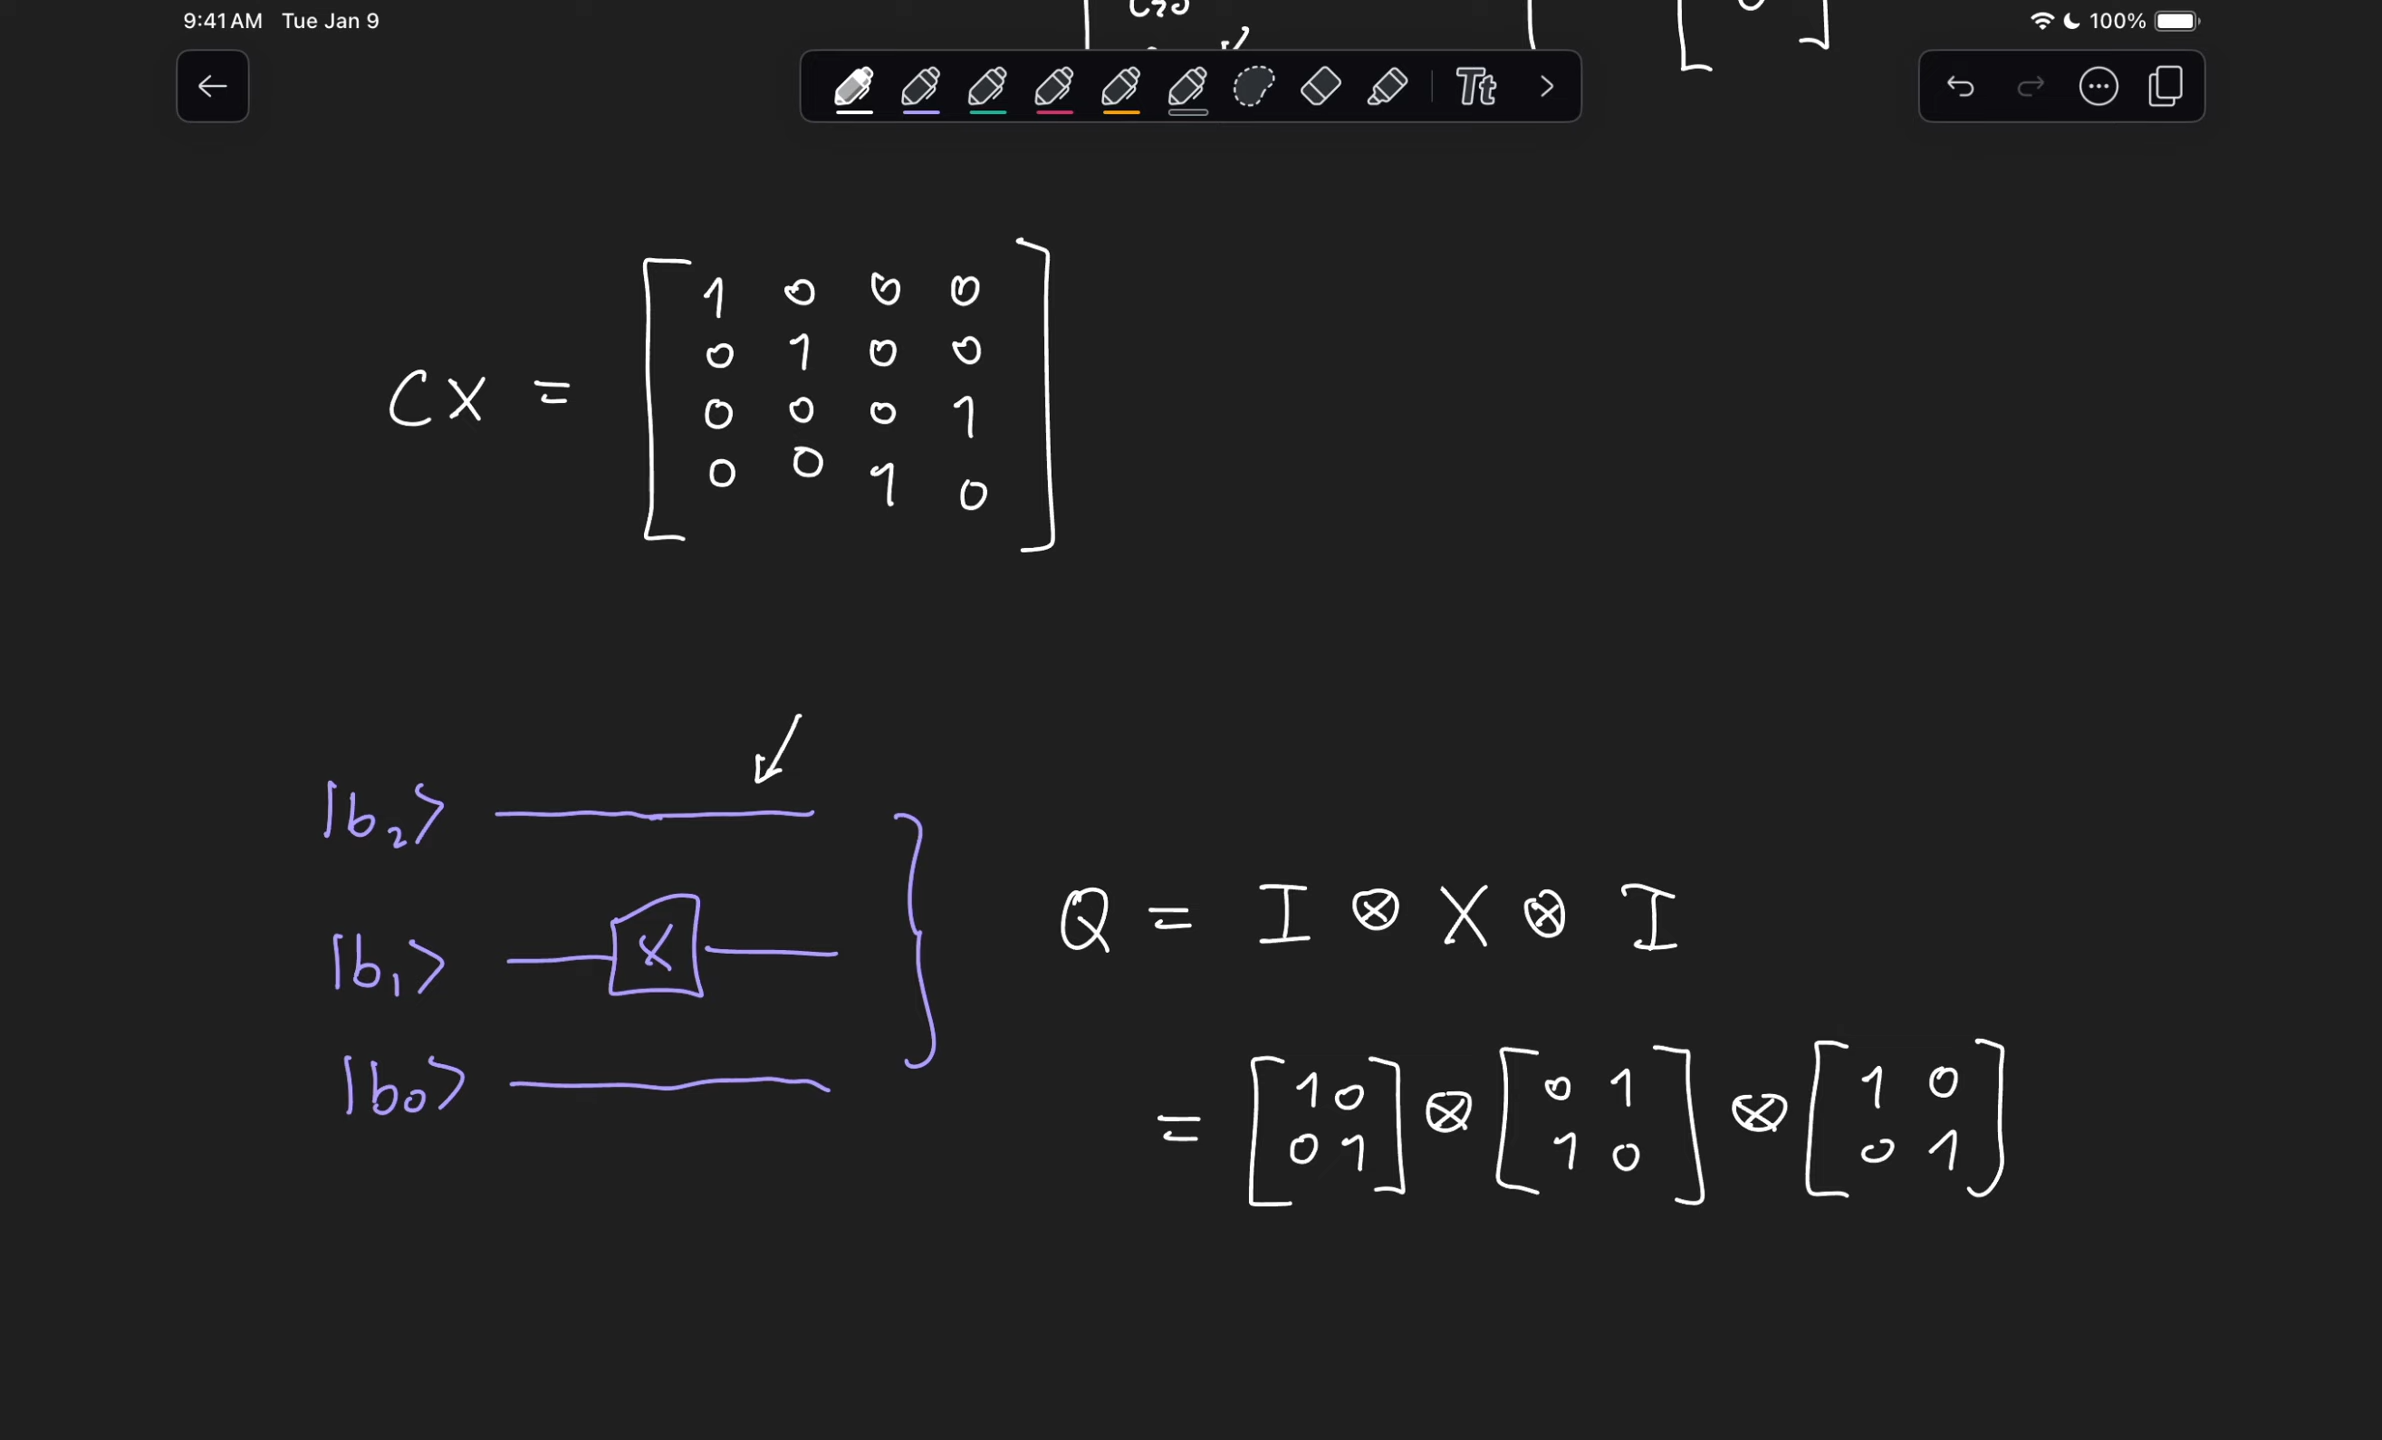 9:41 AM Tue Jan 9
100%
Tt
CX =
1 0 0 0
0 1 0 0
0 0 0 1
0 0 1 0
|b₂⟩
|b₁⟩ X
|b₀⟩
Q = I ⊗ X ⊗ I
= [1 0 ⊗ [0 1 ⊗ [1 0
0 1] 1 0] 0 1]